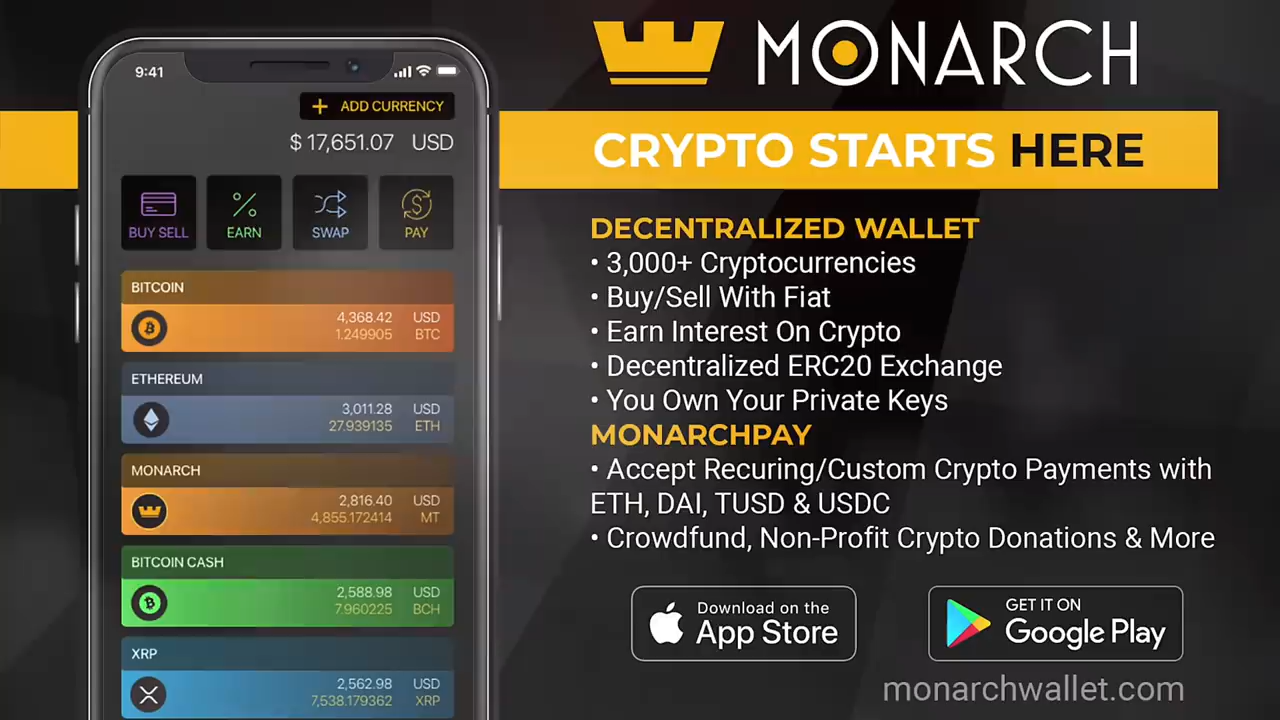 9:41
+ ADD CURRENCY
$ 17,651.07 USD
BUY SELL
EARN
SWAP
PAY
BITCOIN
4,368.42 USD
1.249905 BTC
ETHEREUM
3,011.28 USD
27.939135 ETH
MONARCH
2,816.40 USD
4,855.172414 MT
BITCOIN CASH
2,588.98 USD
7.960225 BCH
XRP
2,562.98 USD
7,538.179362 XRP
MONARCH
CRYPTO STARTS HERE
DECENTRALIZED WALLET
• 3,000+ Cryptocurrencies
• Buy/Sell With Fiat
• Earn Interest On Crypto
• Decentralized ERC20 Exchange
• You Own Your Private Keys
MONARCHPAY
• Accept Recuring/Custom Crypto Payments with
ETH, DAI, TUSD & USDC
• Crowdfund, Non-Profit Crypto Donations & More
Download on the
App Store
GET IT ON
Google Play
monarchwallet.com